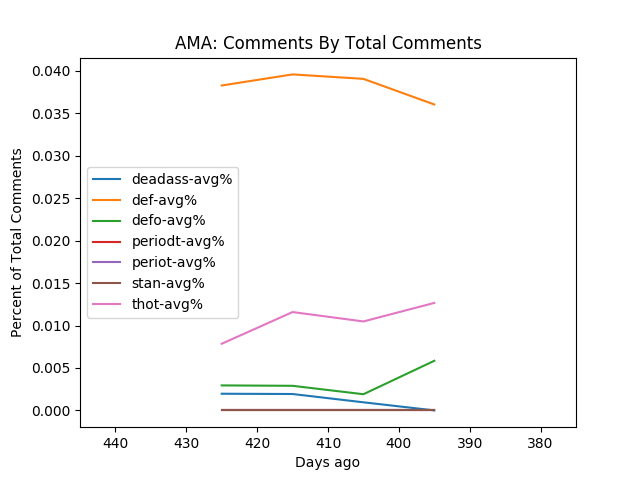 AMA: Comments By Total Comments
0.040
0.035
0.030
0.025
0.020
0.015
0.010
0.005
0.000
Percent of Total Comments
deadass-avg%
def-avg%
defo-avg%
periodt-avg%
periot-avg%
stan-avg%
thot-avg%
440 430 420 410 400 390 380
Days ago